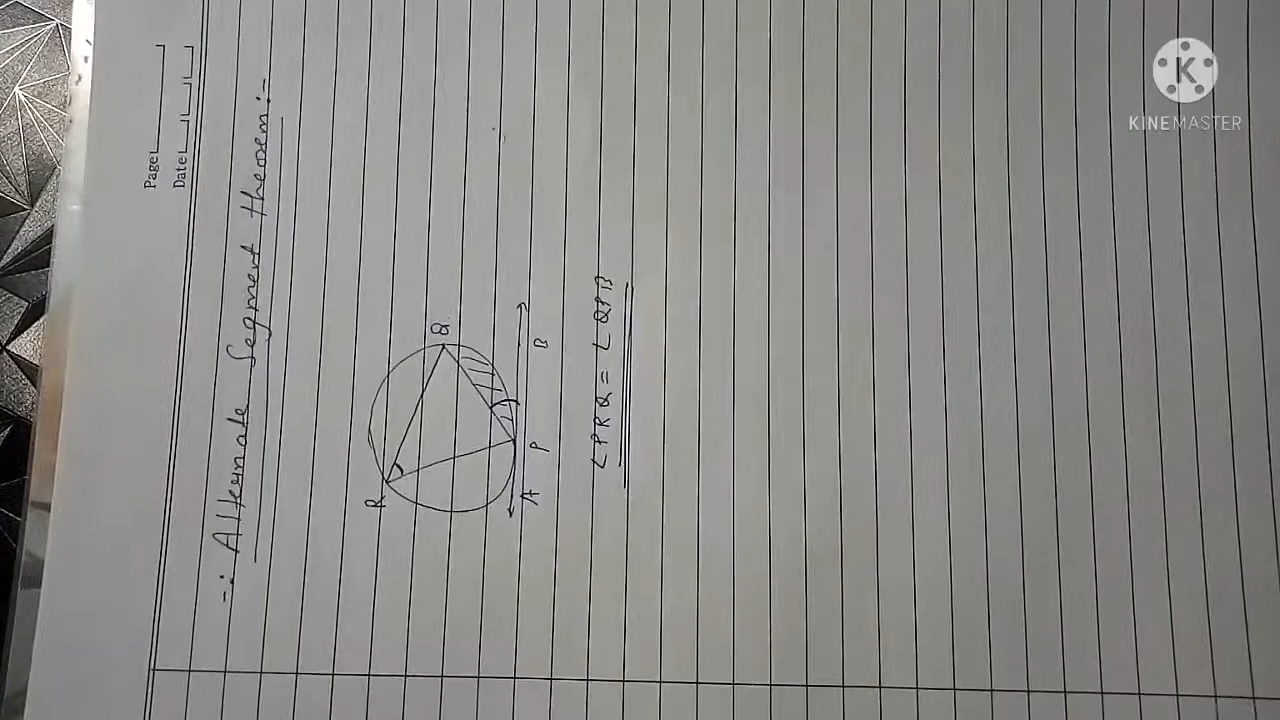 Page
Date
-: Alternate Segment theorem:-
R
Q
A P B
∠PRQ = ∠QPB
K
KINEMASTER